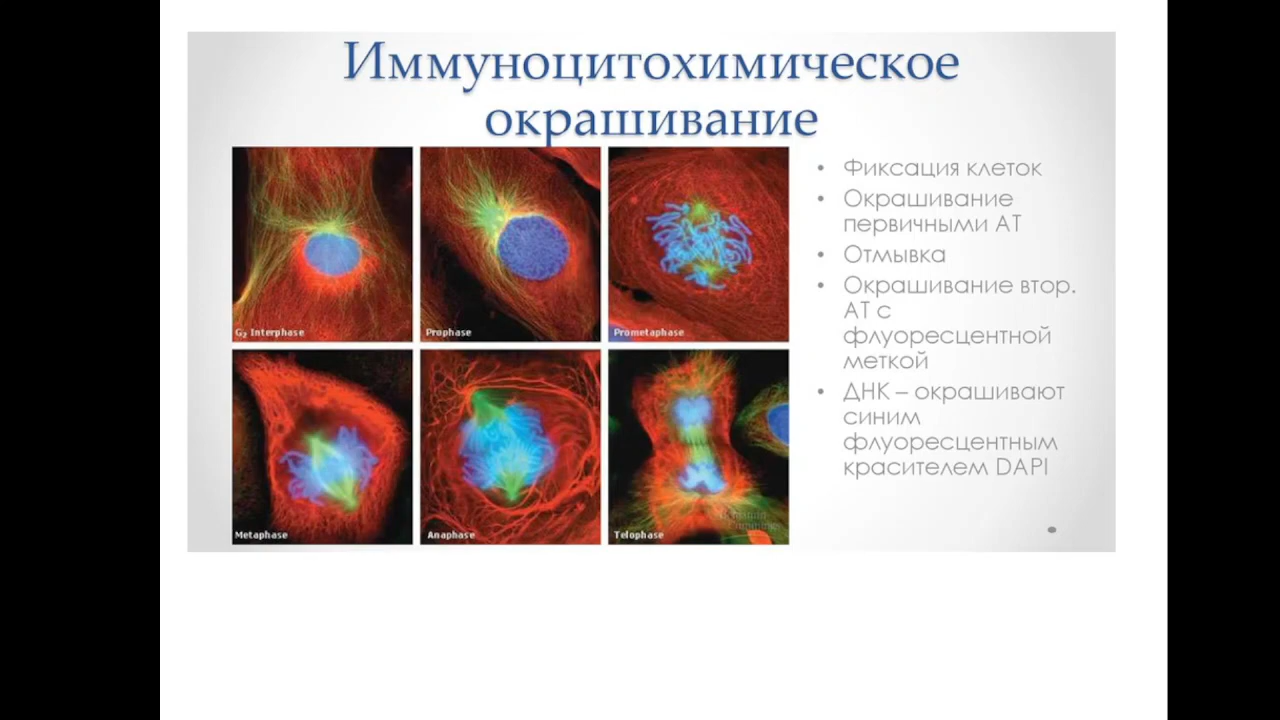 Иммуноцитохимическое
окрашивание
G₂ Interphase
Prophase
Prometaphase
Metaphase
Anaphase
Telophase
• Фиксация клеток
• Окрашивание
первичными АТ
• Отмывка
• Окрашивание втор.
АТ с
флуоресцентной
меткой
• ДНК – окрашивают
синим
флуоресцентным
красителем DAPI